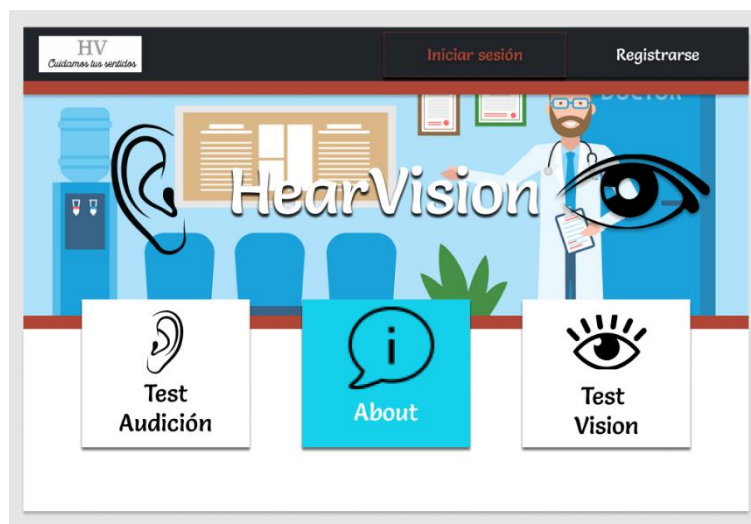 HV
Cuidamos tus sentidos
Iniciar sesión
Registrarse
DOCTOR
HearVision
i
Test
Audición
About
Test
Vision